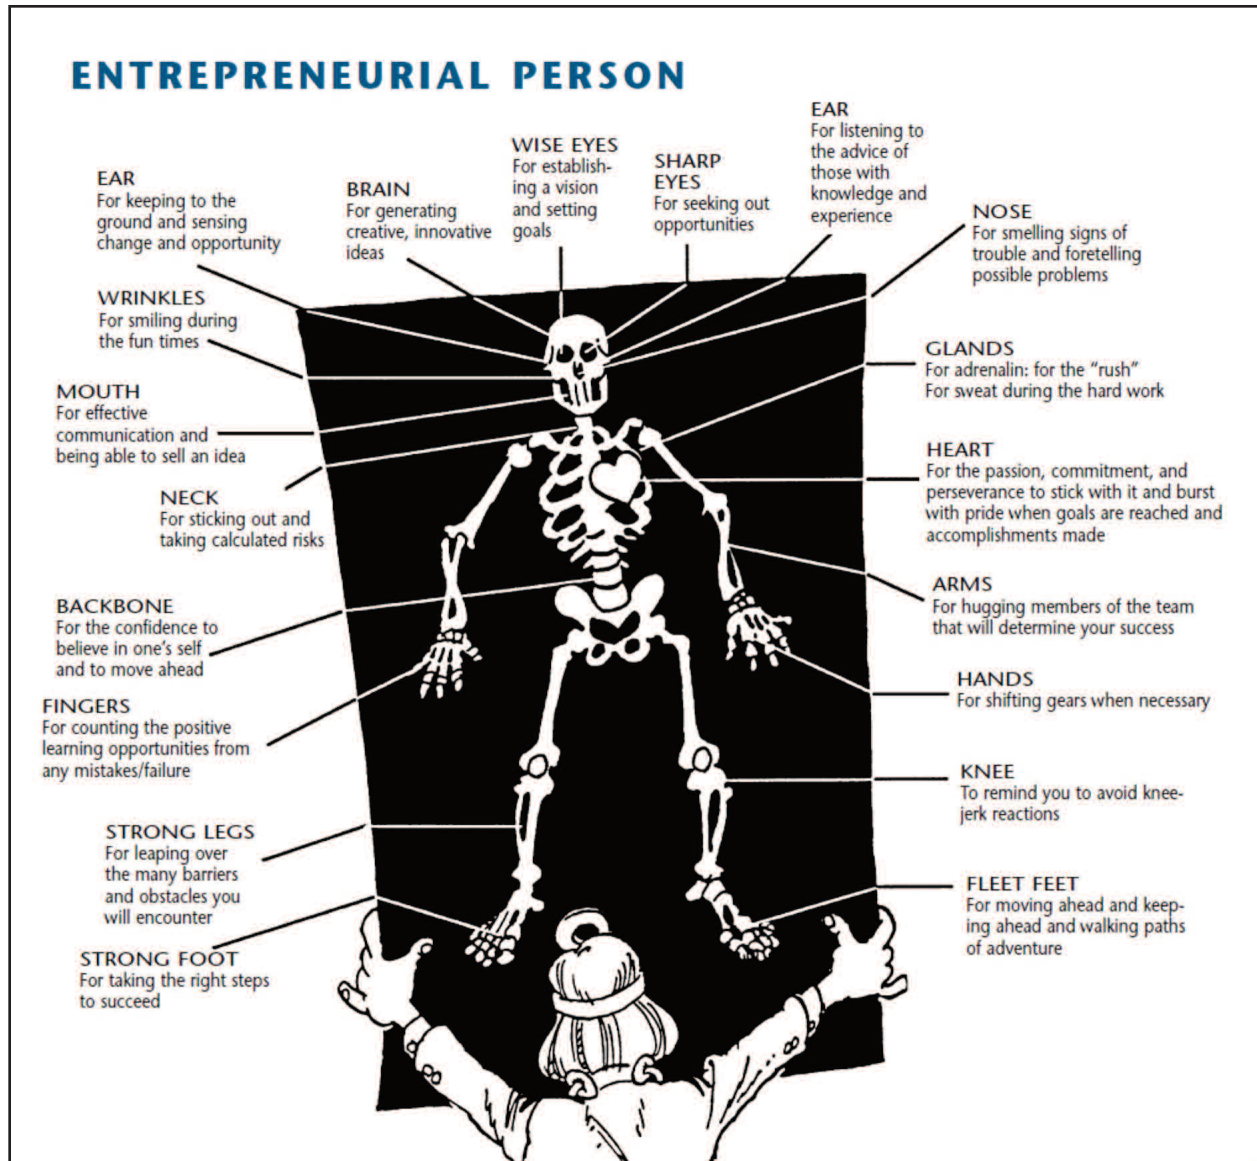 ENTREPRENEURIAL PERSON
EAR
For keeping to the
ground and sensing
change and opportunity
BRAIN
For generating
creative, innovative
ideas
WISE EYES
For establish-
ing a vision
and setting
goals
SHARP
EYES
For seeking out
opportunities
EAR
For listening to
the advice of
those with
knowledge and
experience
NOSE
For smelling signs of
trouble and foretelling
possible problems
WRINKLES
For smiling during
the fun times
GLANDS
For adrenalin: for the “rush”
For sweat during the hard work
MOUTH
For effective
communication and
being able to sell an idea
HEART
For the passion, commitment, and
perseverance to stick with it and burst
with pride when goals are reached and
accomplishments made
NECK
For sticking out and
taking calculated risks
ARMS
For hugging members of the team
that will determine your success
BACKBONE
For the confidence to
believe in one’s self
and to move ahead
HANDS
For shifting gears when necessary
FINGERS
For counting the positive
learning opportunities from
any mistakes/failure
KNEE
To remind you to avoid knee-
jerk reactions
STRONG LEGS
For leaping over
the many barriers
and obstacles you
will encounter
FLEET FEET
For moving ahead and keep-
ing ahead and walking paths
of adventure
STRONG FOOT
For taking the right steps
to succeed